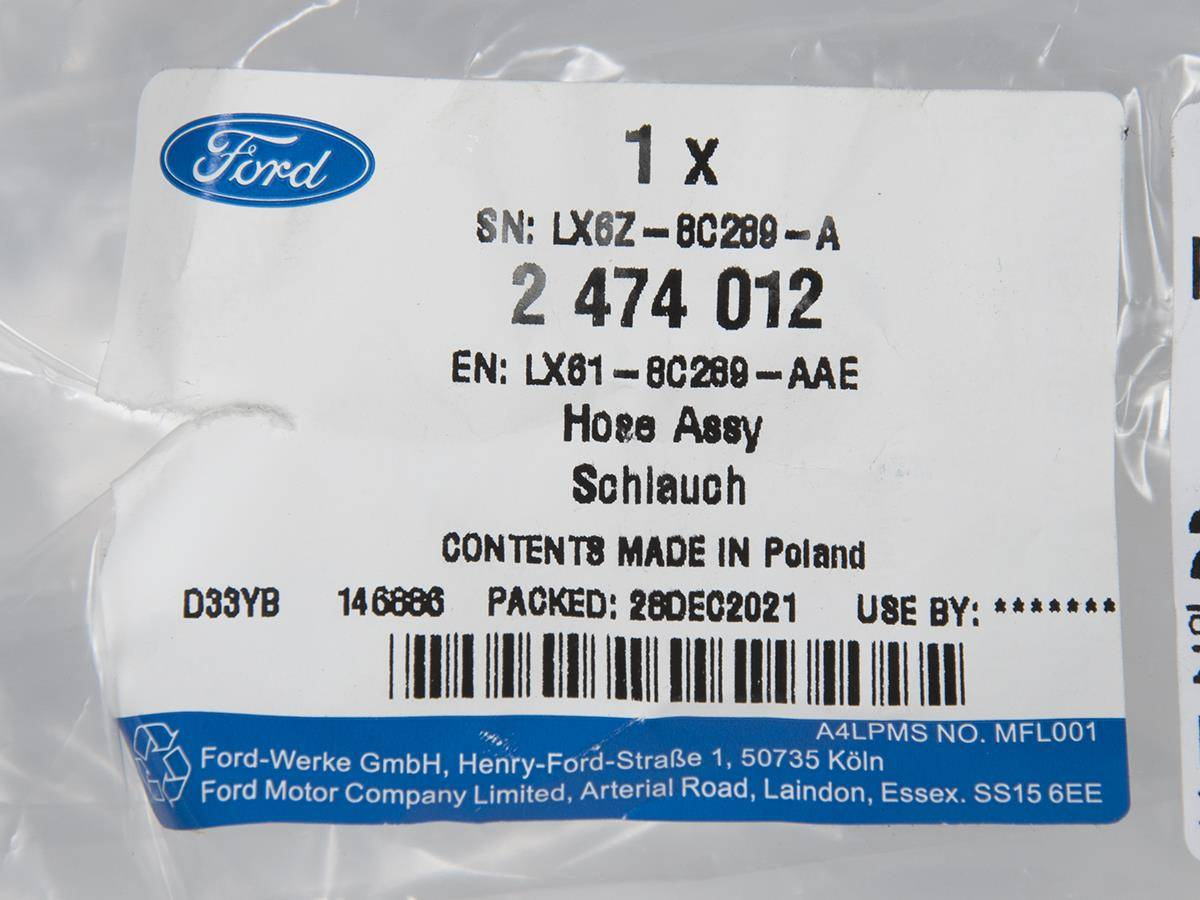 Ford
1 x
SN: LX6Z-8C289-A
2 474 012
EN: LX61-8C289-AAE
Hose Assy
Schlauch
CONTENTS MADE IN Poland
D33YB 146886 PACKED: 28DEC2021 USE BY: *******
A4LPMS NO. MFL001
Ford-Werke GmbH, Henry-Ford-Straße 1, 50735 Köln
Ford Motor Company Limited, Arterial Road, Laindon, Essex. SS15 6EE